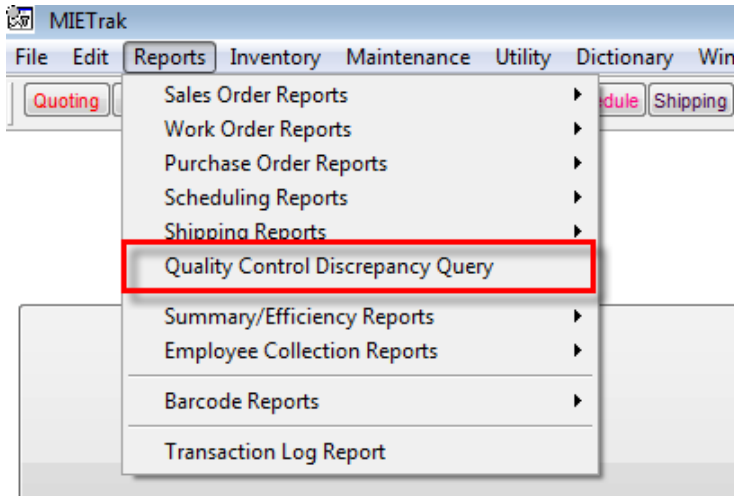 MIETrak
File Edit Reports Inventory Maintenance Utility Dictionary Win
Quoting Shipping
Sales Order Reports
Work Order Reports
Purchase Order Reports
Scheduling Reports
Shipping Reports
Quality Control Discrepancy Query
Summary/Efficiency Reports
Employee Collection Reports
Barcode Reports
Transaction Log Report